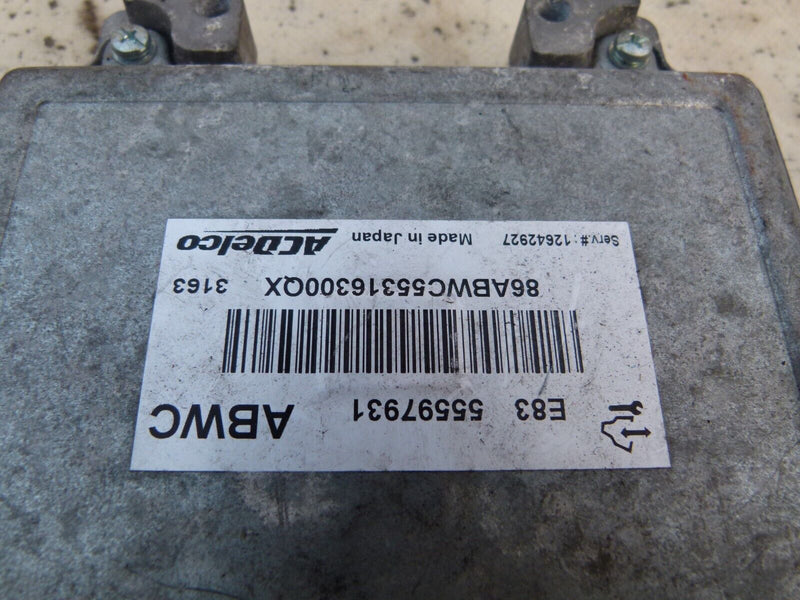 E83 55597931 ABWC
86ABWC55316300QX 3163
Serv.#:12642927 Made in Japan ACDelco